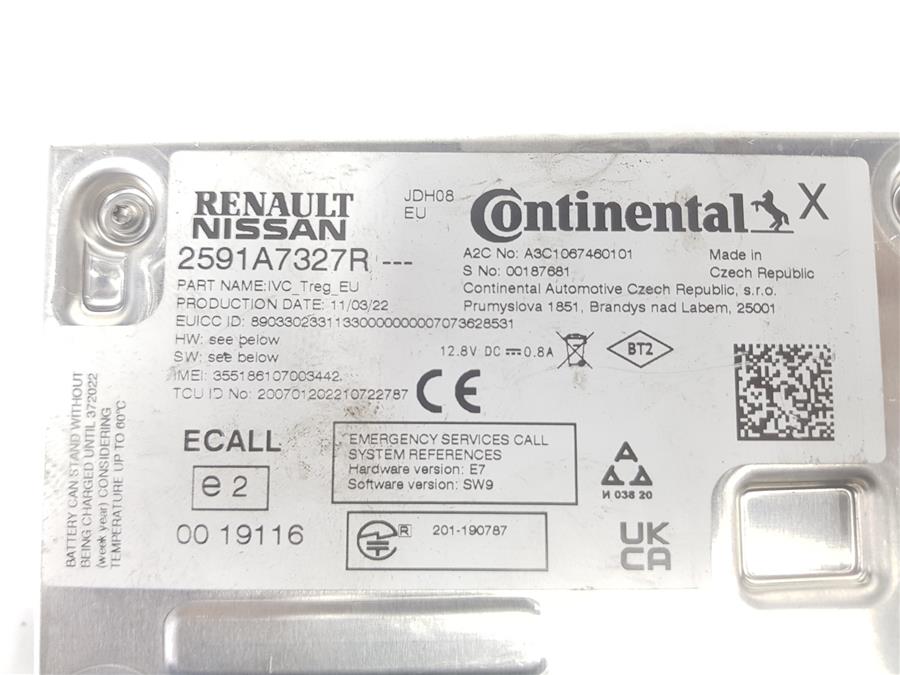 RENAULT
NISSAN
JDH08
EU
Continental
X
2591A7327R ---
PART NAME:IVC_Treg_EU
PRODUCTION DATE: 11/03/22
EUICC ID: 89033023311330000000007073628531
HW: see below
SW: see below
IMEI: 355186107003442
TCU ID No: 200701202210722787
A2C No: A3C1067460101
S No: 00187681
Made in
Czech Republic
Continental Automotive Czech Republic, s.r.o.
Prumyslova 1851, Brandys nad Labem, 25001
12.8V DC 0.8A
BT2
CE
BATTERY CAN STAND WITHOUT
BEING CHARGED UNTIL 372022
(week year) CONSIDERING
TEMPERATURE UP TO 60°C
ECALL
e2
00 19116
EMERGENCY SERVICES CALL
SYSTEM REFERENCES
Hardware version: E7
Software version: SW9
R
201-190787
A
И 038 20
UK
CA